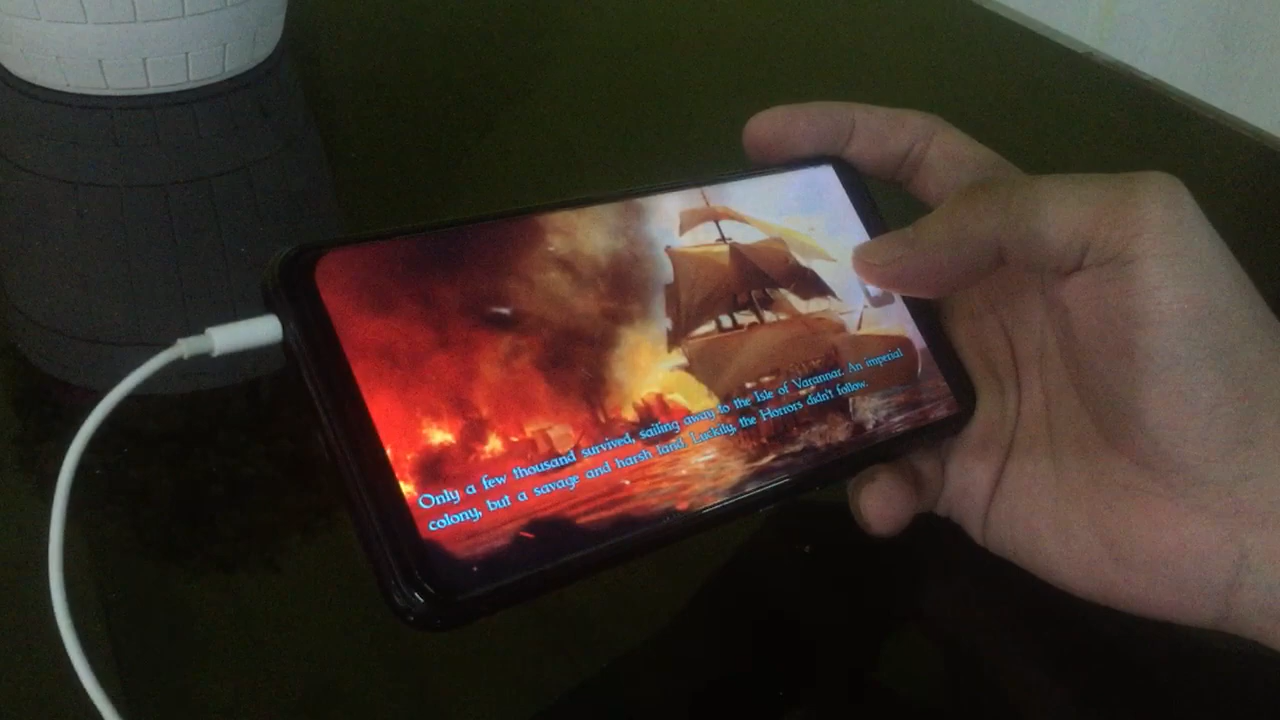 Only a few thousand survived, sailing away to the Isle of Varannar. An imperial
colony, but a savage and harsh land. Luckily, the Horrors didn't follow.